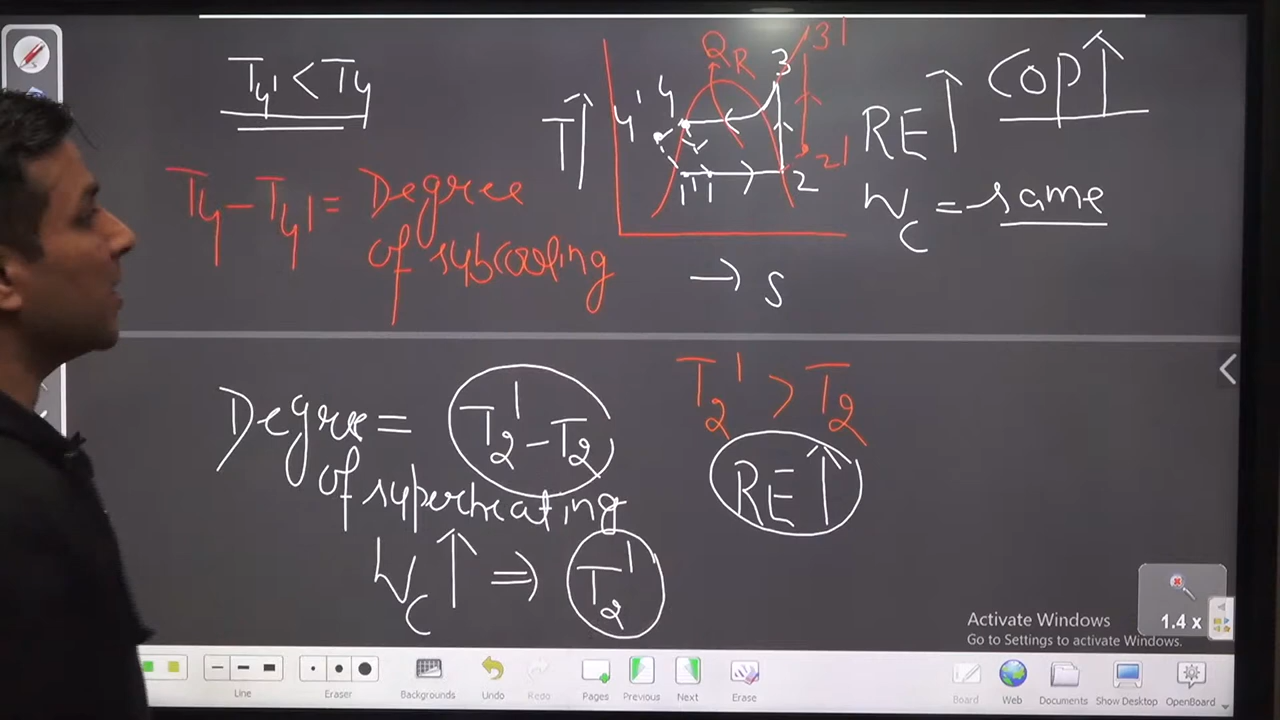 T4' < T4
T4 - T4' = Degree
of subcooling
T↑
QR
4'
4
3
3'
1'
1
2
2'
→ s
RE↑
COP↑
Wc = same
Degree = T2' - T2
of superheating
T2' > T2
RE↑
Wc↑ ⇒ T2'
Activate Windows
Go to Settings to activate Windows.
1.4 x
Line
Eraser
Backgrounds
Undo
Redo
Pages
Previous
Next
Erase
Board
Web
Documents
Show Desktop
OpenBoard